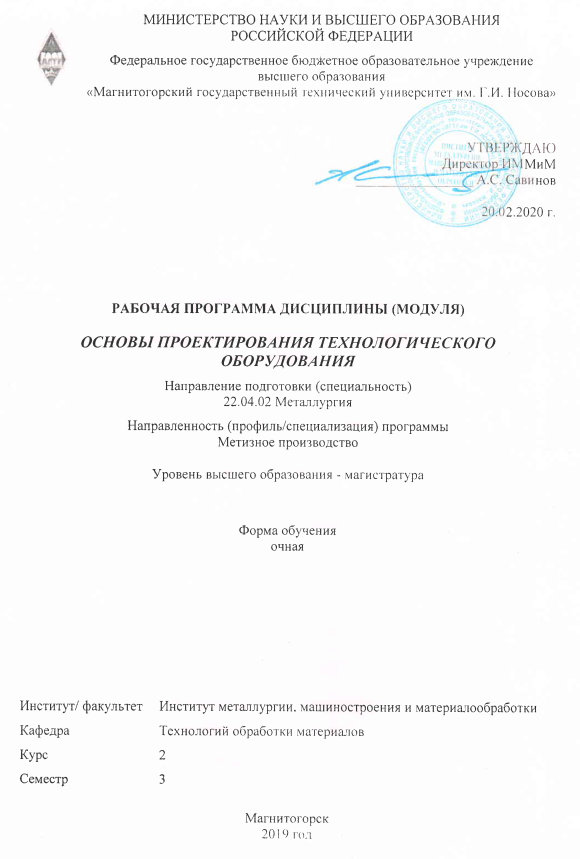 МИНИСТЕРСТВО НАУКИ И ВЫСШЕГО ОБРАЗОВАНИЯ
РОССИЙСКОЙ ФЕДЕРАЦИИ
Федеральное государственное бюджетное образовательное учреждение
высшего образования
«Магнитогорский государственный технический университет им. Г.И. Носова»
УТВЕРЖДАЮ
Директор ИММиМ
А.С. Савинов
20.02.2020 г.
РАБОЧАЯ ПРОГРАММА ДИСЦИПЛИНЫ (МОДУЛЯ)
ОСНОВЫ ПРОЕКТИРОВАНИЯ ТЕХНОЛОГИЧЕСКОГО
ОБОРУДОВАНИЯ
Направление подготовки (специальность)
22.04.02 Металлургия
Направленность (профиль/специализация) программы
Метизное производство
Уровень высшего образования - магистратура
Форма обучения
очная
Институт/ факультет Институт металлургии, машиностроения и материалообработки
Кафедра Технологий обработки материалов
Курс 2
Семестр 3
Магнитогорск
2019 год